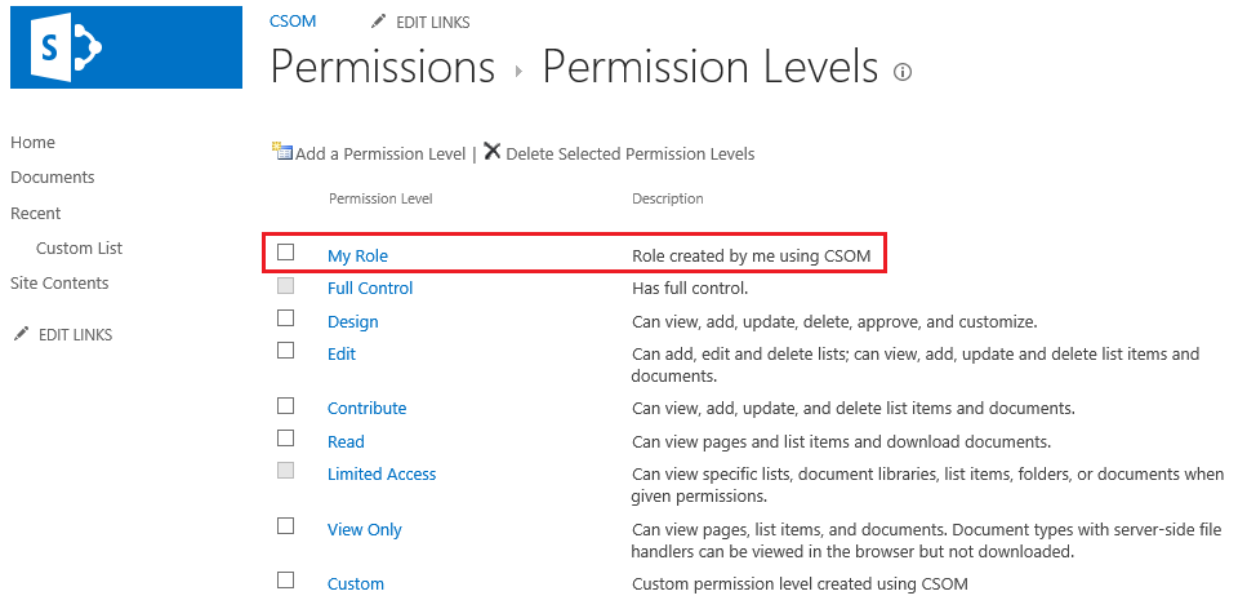 S
CSOM EDIT LINKS
Permissions Permission Levels
Home
Documents
Recent
Custom List
Site Contents
EDIT LINKS
Add a Permission Level | Delete Selected Permission Levels
Permission Level Description
My Role Role created by me using CSOM
Full Control Has full control.
Design Can view, add, update, delete, approve, and customize.
Edit Can add, edit and delete lists; can view, add, update and delete list items and
documents.
Contribute Can view, add, update, and delete list items and documents.
Read Can view pages and list items and download documents.
Limited Access Can view specific lists, document libraries, list items, folders, or documents when
given permissions.
View Only Can view pages, list items, and documents. Document types with server-side file
handlers can be viewed in the browser but not downloaded.
Custom Custom permission level created using CSOM